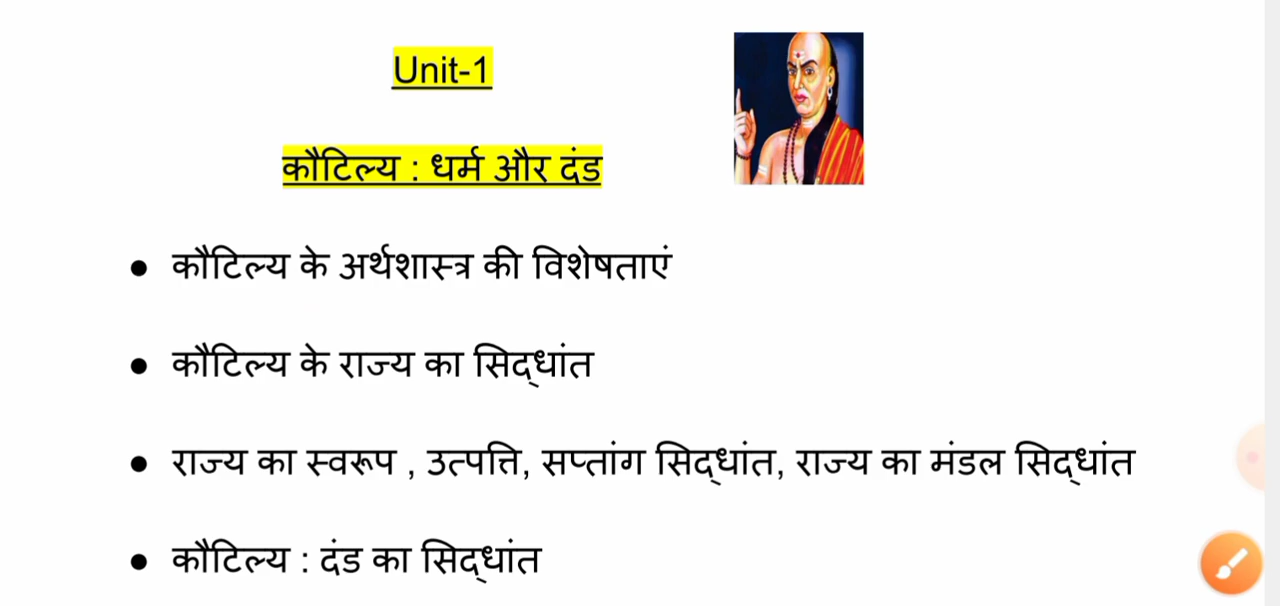 Unit-1
कौटिल्य : धर्म और दंड
● कौटिल्य के अर्थशास्त्र की विशेषताएं
● कौटिल्य के राज्य का सिद्धांत
● राज्य का स्वरूप , उत्पत्ति, सप्तांग सिद्धांत, राज्य का मंडल सिद्धांत
● कौटिल्य : दंड का सिद्धांत